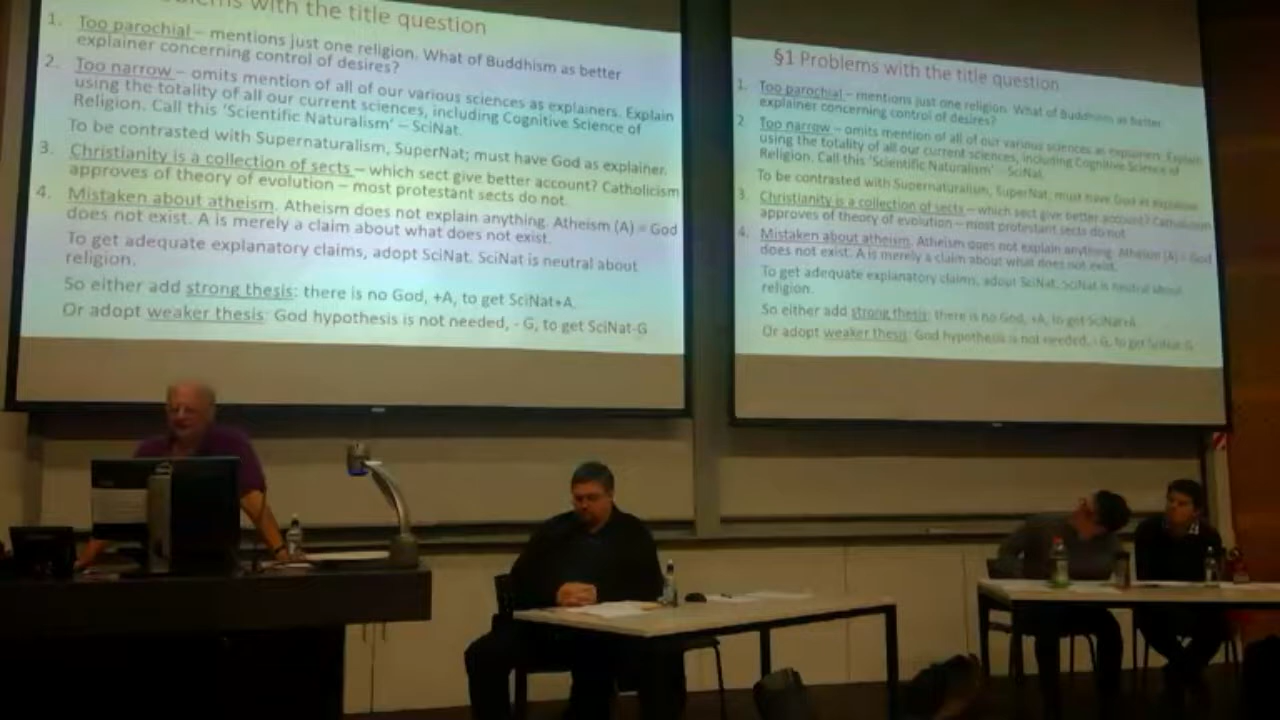 blems with the title question
1. Too parochial – mentions just one religion. What of Buddhism as better
explainer concerning control of desires?
2. Too narrow – omits mention of all of our various sciences as explainers. Explain
using the totality of all our current sciences, including Cognitive Science of
Religion. Call this 'Scientific Naturalism' – SciNat.
To be contrasted with Supernaturalism, SuperNat; must have God as explainer.
3. Christianity is a collection of sects – which sect give better account? Catholicism
approves of theory of evolution – most protestant sects do not.
4. Mistaken about atheism. Atheism does not explain anything. Atheism (A) = God
does not exist. A is merely a claim about what does not exist.
To get adequate explanatory claims, adopt SciNat. SciNat is neutral about
religion.
So either add strong thesis: there is no God, +A, to get SciNat+A.
Or adopt weaker thesis: God hypothesis is not needed, - G, to get SciNat-G
§1 Problems with the title question
1. Too parochial – mentions just one religion. What of Buddhism as better
explainer concerning control of desires?
2. Too narrow – omits mention of all of our various sciences as explainers. Explain
using the totality of all our current sciences, including Cognitive Science of
Religion. Call this 'Scientific Naturalism' – SciNat.
To be contrasted with Supernaturalism, SuperNat; must have God as explainer.
3. Christianity is a collection of sects – which sect give better account? Catholicism
approves of theory of evolution – most protestant sects do not.
4. Mistaken about atheism. Atheism does not explain anything. Atheism (A) = God
does not exist. A is merely a claim about what does not exist.
To get adequate explanatory claims, adopt SciNat. SciNat is neutral about
religion.
So either add strong thesis: there is no God, +A, to get SciNat+A.
Or adopt weaker thesis: God hypothesis is not needed, - G, to get SciNat-G